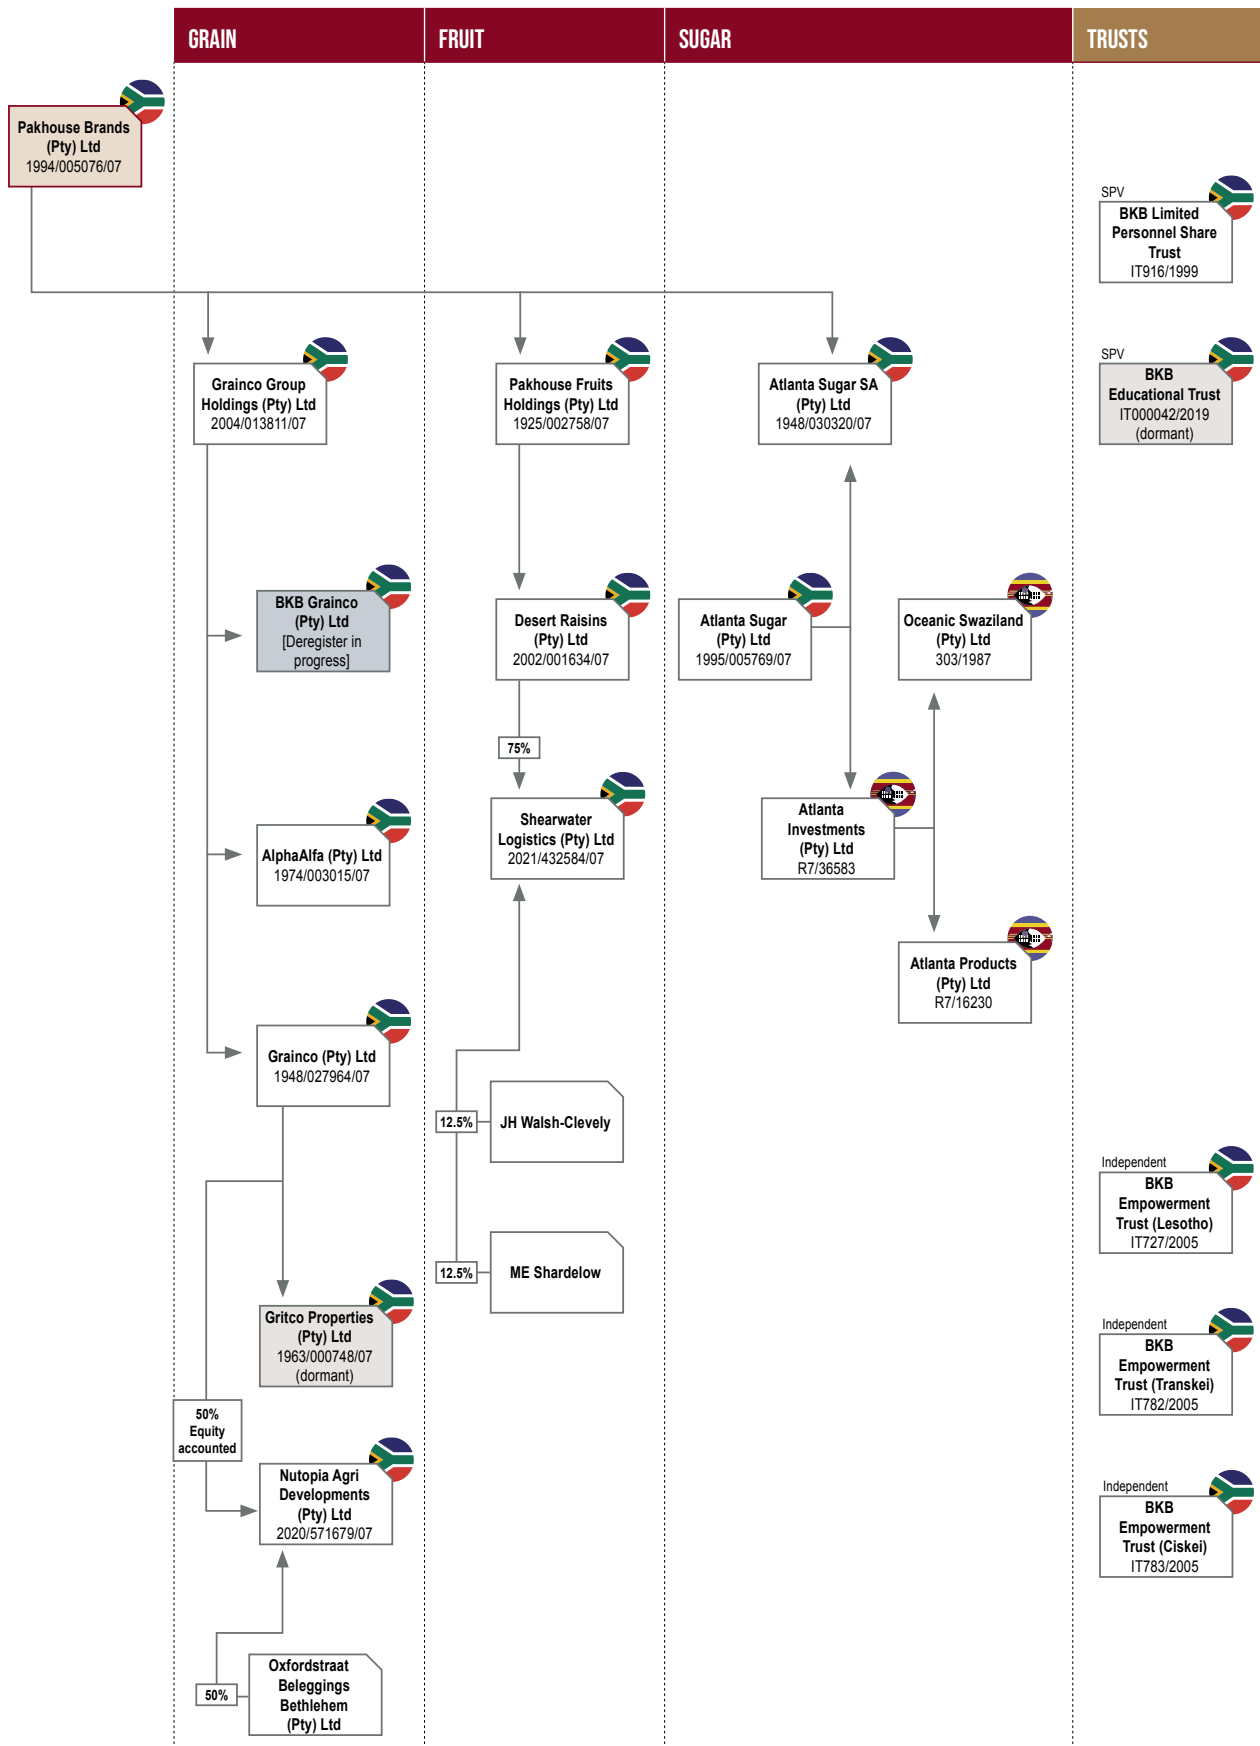 GRAIN
FRUIT
SUGAR
TRUSTS
Pakhouse Brands
(Pty) Ltd
1994/005076/07
Grainco Group
Holdings (Pty) Ltd
2004/013811/07
BKB Grainco
(Pty) Ltd
[Deregister in
progress]
AlphaAlfa (Pty) Ltd
1974/003015/07
Grainco (Pty) Ltd
1948/027964/07
Gritco Properties
(Pty) Ltd
1963/000748/07
(dormant)
50%
Equity
accounted
Nutopia Agri
Developments
(Pty) Ltd
2020/571679/07
50%
Oxfordstraat
Beleggings
Bethlehem
(Pty) Ltd
Pakhouse Fruits
Holdings (Pty) Ltd
1925/002758/07
Desert Raisins
(Pty) Ltd
2002/001634/07
75%
Shearwater
Logistics (Pty) Ltd
2021/432584/07
12.5%
JH Walsh-Clevely
12.5%
ME Shardelow
Atlanta Sugar SA
(Pty) Ltd
1948/030320/07
Atlanta Sugar
(Pty) Ltd
1995/005769/07
Oceanic Swaziland
(Pty) Ltd
303/1987
Atlanta
Investments
(Pty) Ltd
R7/36583
Atlanta Products
(Pty) Ltd
R7/16230
SPV
BKB Limited
Personnel Share
Trust
IT916/1999
SPV
BKB
Educational Trust
IT000042/2019
(dormant)
Independent
BKB
Empowerment
Trust (Lesotho)
IT727/2005
Independent
BKB
Empowerment
Trust (Transkei)
IT782/2005
Independent
BKB
Empowerment
Trust (Ciskei)
IT783/2005